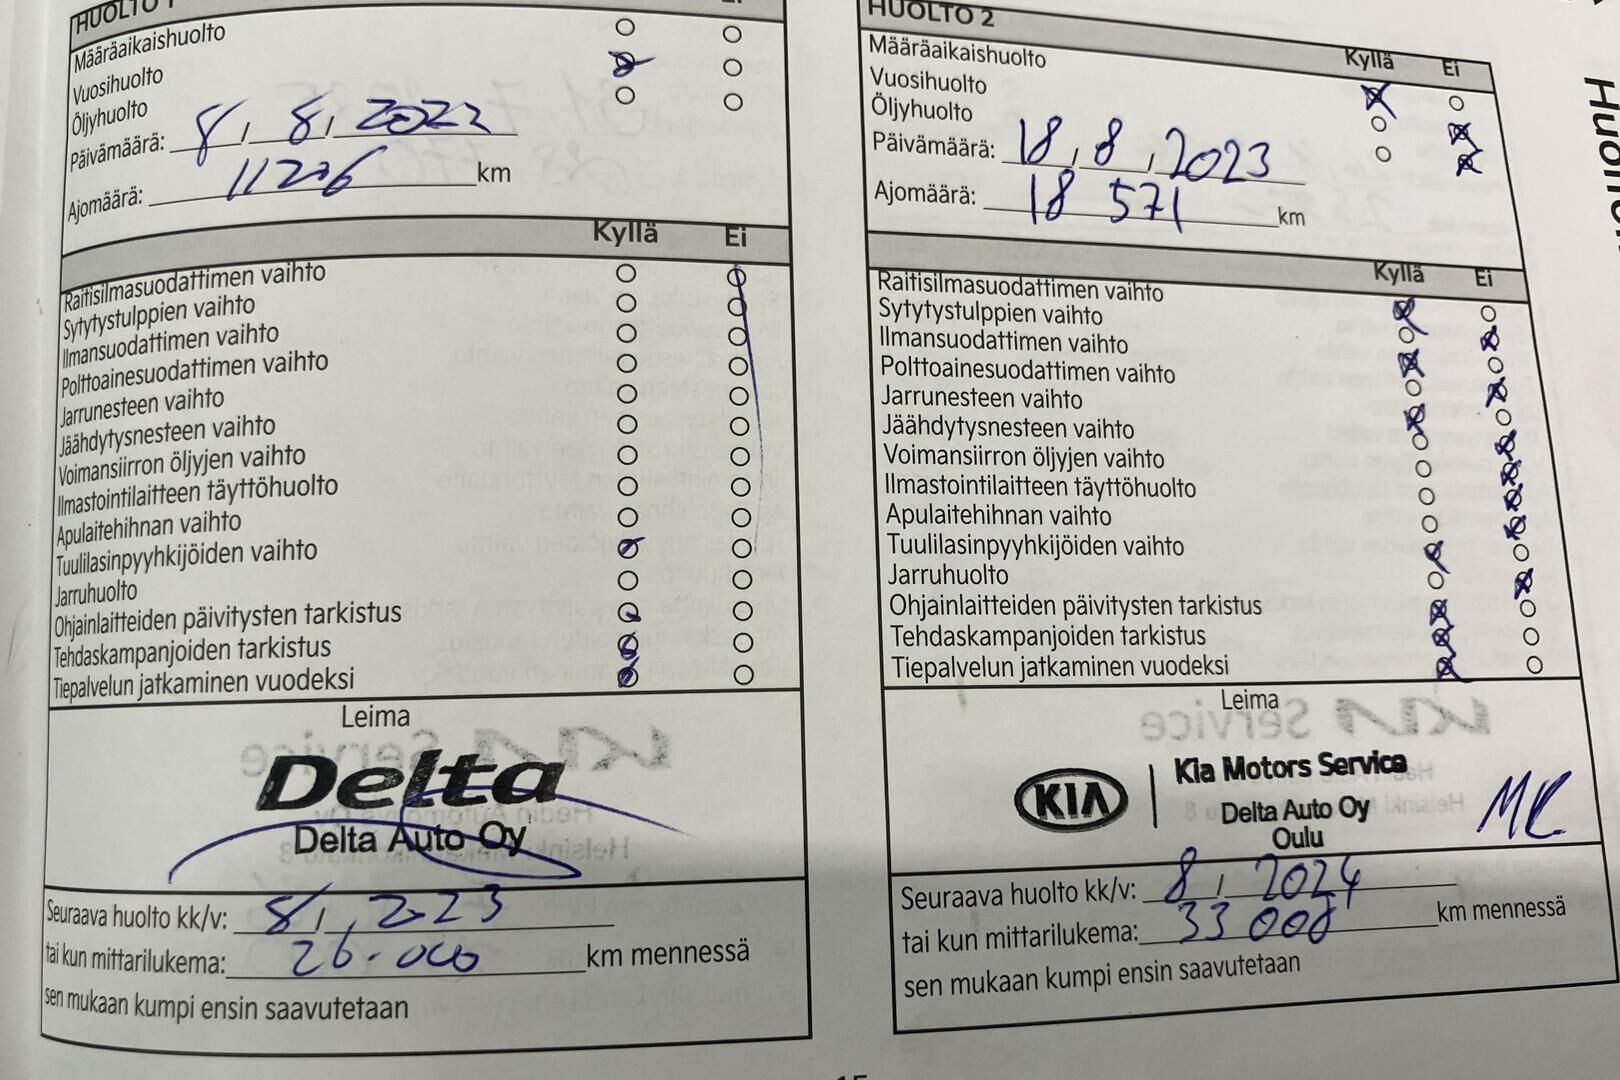 HUOLTO 1
Määräaikaishuolto
Vuosihuolto
Öljyhuolto
Päivämäärä: 8, 8, 2022
Ajomäärä: 11206 km
Kyllä Ei
Raitisilmasuodattimen vaihto
Sytytystulppien vaihto
Ilmansuodattimen vaihto
Polttoainesuodattimen vaihto
Jarrunesteen vaihto
Jäähdytysnesteen vaihto
Voimansiirron öljyjen vaihto
Ilmastointilaitteen täyttöhuolto
Apulaitehihnan vaihto
Tuulilasinpyyhkijöiden vaihto
Jarruhuolto
Ohjainlaitteiden päivitysten tarkistus
Tehdaskampanjoiden tarkistus
Tiepalvelun jatkaminen vuodeksi
Leima
Delta
Delta Auto Oy
Seuraava huolto kk/v: 8/, 2023
tai kun mittarilukema: 26.000 km mennessä
sen mukaan kumpi ensin saavutetaan
HUOLTO 2
Kyllä Ei
Määräaikaishuolto
Vuosihuolto
Öljyhuolto
Päivämäärä: 18, 8, 2023
Ajomäärä: 18 571 km
Kyllä Ei
Raitisilmasuodattimen vaihto
Sytytystulppien vaihto
Ilmansuodattimen vaihto
Polttoainesuodattimen vaihto
Jarrunesteen vaihto
Jäähdytysnesteen vaihto
Voimansiirron öljyjen vaihto
Ilmastointilaitteen täyttöhuolto
Apulaitehihnan vaihto
Tuulilasinpyyhkijöiden vaihto
Jarruhuolto
Ohjainlaitteiden päivitysten tarkistus
Tehdaskampanjoiden tarkistus
Tiepalvelun jatkaminen vuodeksi
Leima
KIA
Kia Motors Service
Delta Auto Oy
Oulu
MK
Seuraava huolto kk/v: 8, 2024
tai kun mittarilukema: 33 000 km mennessä
sen mukaan kumpi ensin saavutetaan